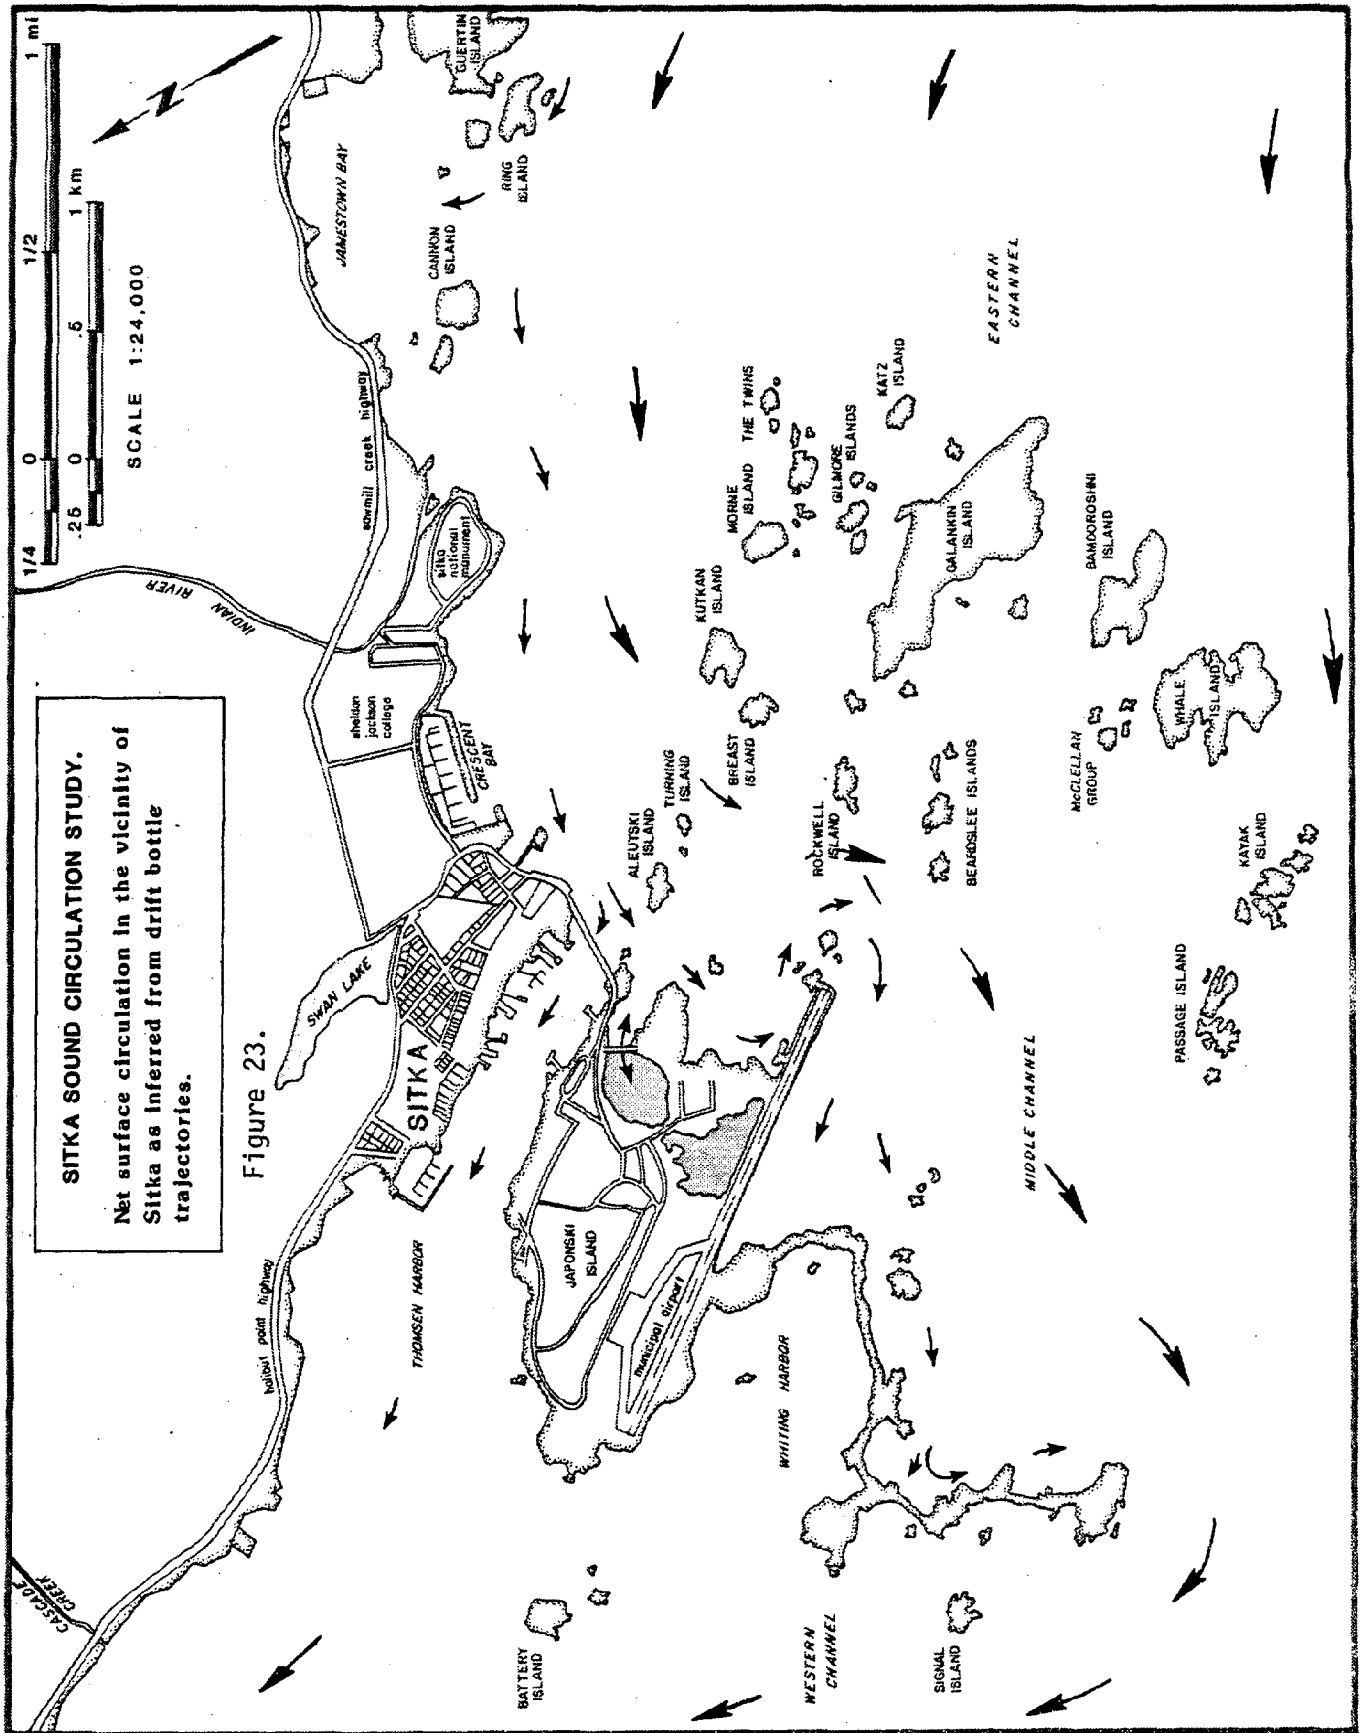 SITKA SOUND CIRCULATION STUDY.
Net surface circulation in the vicinity of
Sitka as inferred from drift bottle
trajectories.
Figure 23.
1/4 0 1/2 1 mi
.25 0 .5 1 km
SCALE 1:24,000
N
CASCADE
CREEK
halibut point highway
SWAN LAKE
SITKA
THOMSEN HARBOR
INDIAN RIVER
sawmill creek highway
sheldon
jackson
college
CRESCENT
BAY
sitka
national
monument
JAMESTOWN BAY
CANNON
ISLAND
RING
ISLAND
GUERTIN
ISLAND
JAPONSKI
ISLAND
municipal airport
WHITING HARBOR
BATTERY
ISLAND
WESTERN
CHANNEL
SIGNAL
ISLAND
ALEUTSKI
ISLAND
TURNING
ISLAND
BREAST
ISLAND
KUTKAN
ISLAND
MORNE
ISLAND
THE TWINS
GILMORE
ISLANDS
KATZ
ISLAND
GALANKIN
ISLAND
EASTERN
CHANNEL
ROCKWELL
ISLAND
BEARDSLEE ISLANDS
MIDDLE CHANNEL
BAMDOROSHNI
ISLAND
McCLELLAN
GROUP
WHALE
ISLAND
KAYAK
ISLAND
PASSAGE ISLAND